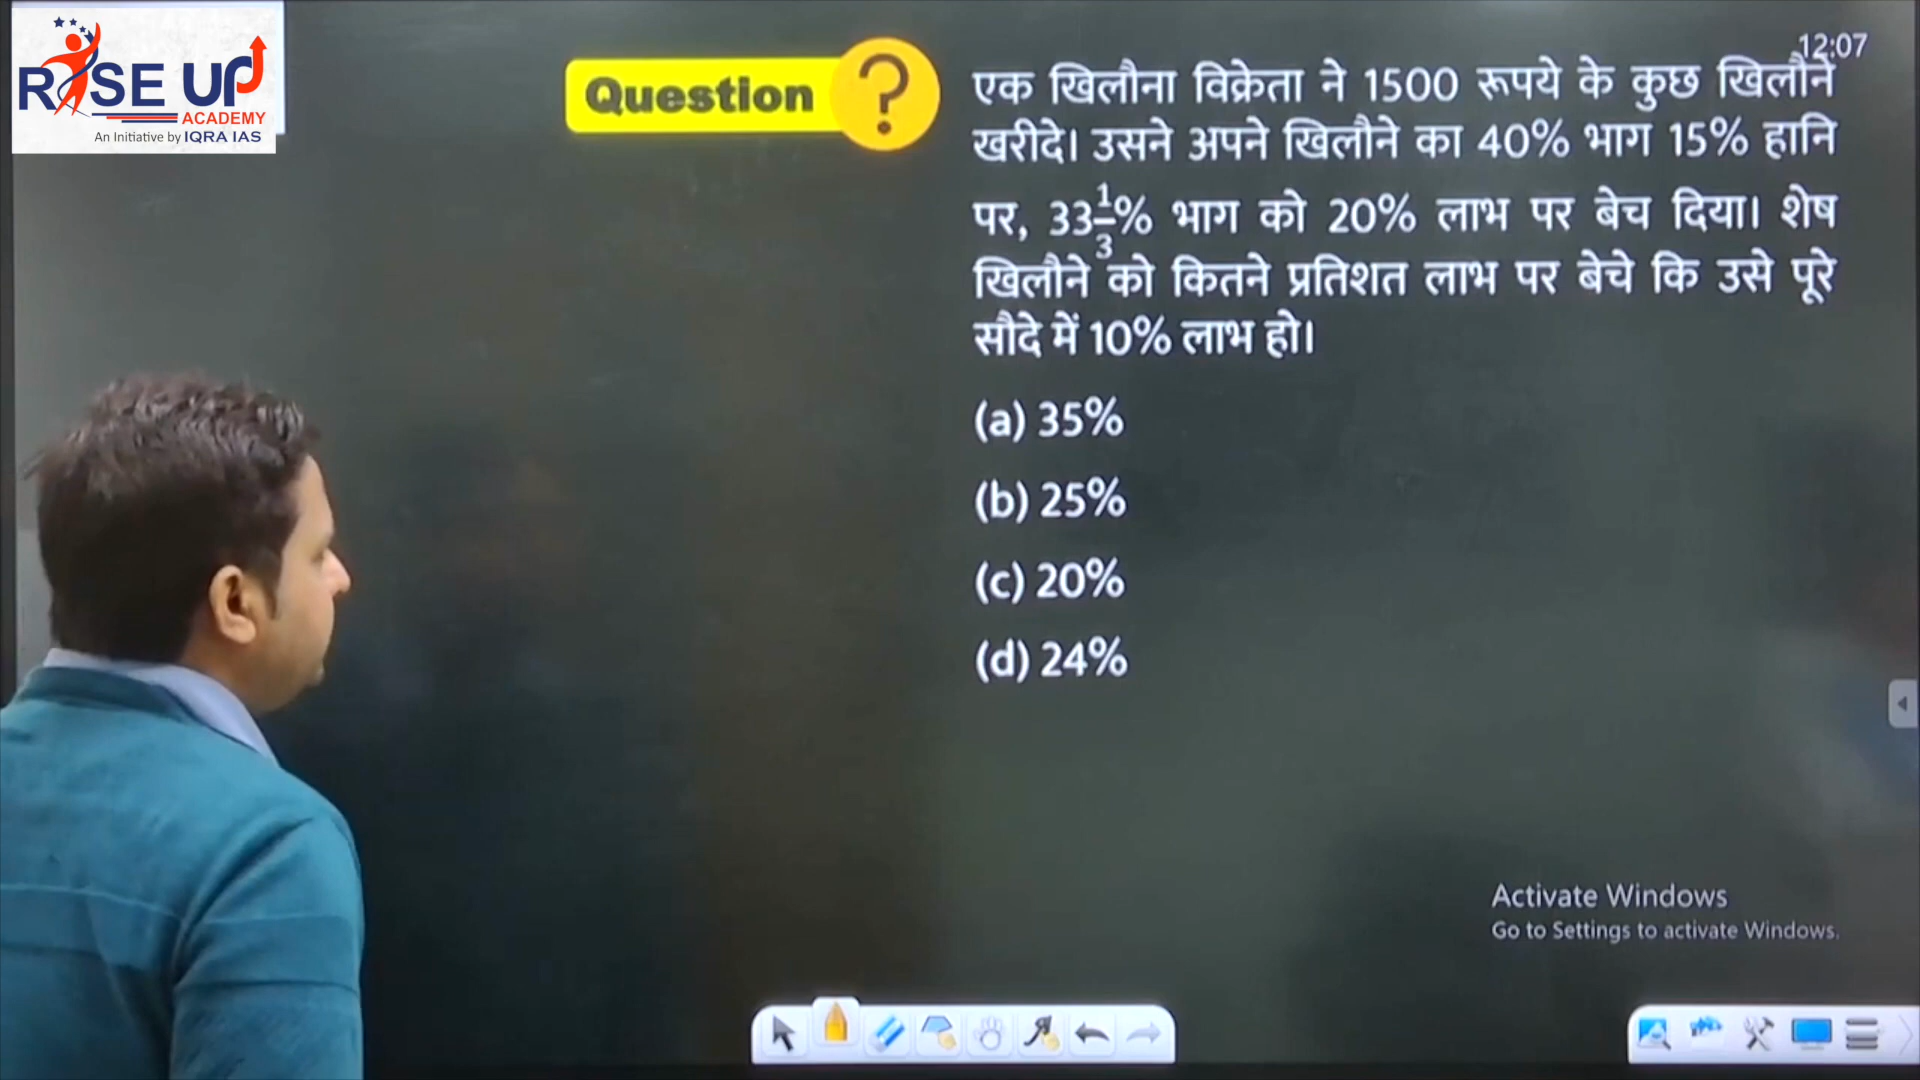 RISE UP
ACADEMY
An Initiative by IQRA IAS
Question ?
12:07
एक खिलौना विक्रेता ने 1500 रूपये के कुछ खिलौने
खरीदे। उसने अपने खिलौने का 40% भाग 15% हानि
पर, 33 1/3% भाग को 20% लाभ पर बेच दिया। शेष
खिलौने को कितने प्रतिशत लाभ पर बेचे कि उसे पूरे
सौदे में 10% लाभ हो।
(a) 35%
(b) 25%
(c) 20%
(d) 24%
Activate Windows
Go to Settings to activate Windows.